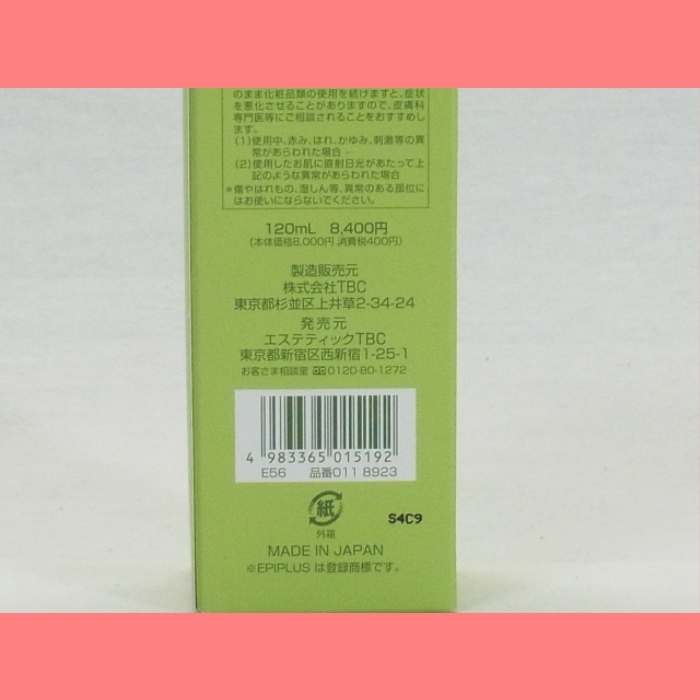 のまま化粧品類の使用を続けますと、症状
を悪化させることがありますので、皮膚科
専門医等にご相談されることをおすすめし
ます。
(1)使用中、赤み、はれ、かゆみ、刺激等の異
常があらわれた場合
(2)使用したお肌に直射日光があたって上
記のような異常があらわれた場合
*傷やはれもの、湿しん等、異常のある部位に
はお使いにならないでください。
120mL 8,400円
(本体価格8,000円 消費税400円)
製造販売元
株式会社TBC
東京都杉並区上井草2-34-24
発売元
エステティックTBC
東京都新宿区西新宿1-25-1
お客さま相談室 0120-80-1272
4 983365 015192
E56 品番011 8923
紙
外箱
S4C9
MADE IN JAPAN
※EPIPLUS は登録商標です。